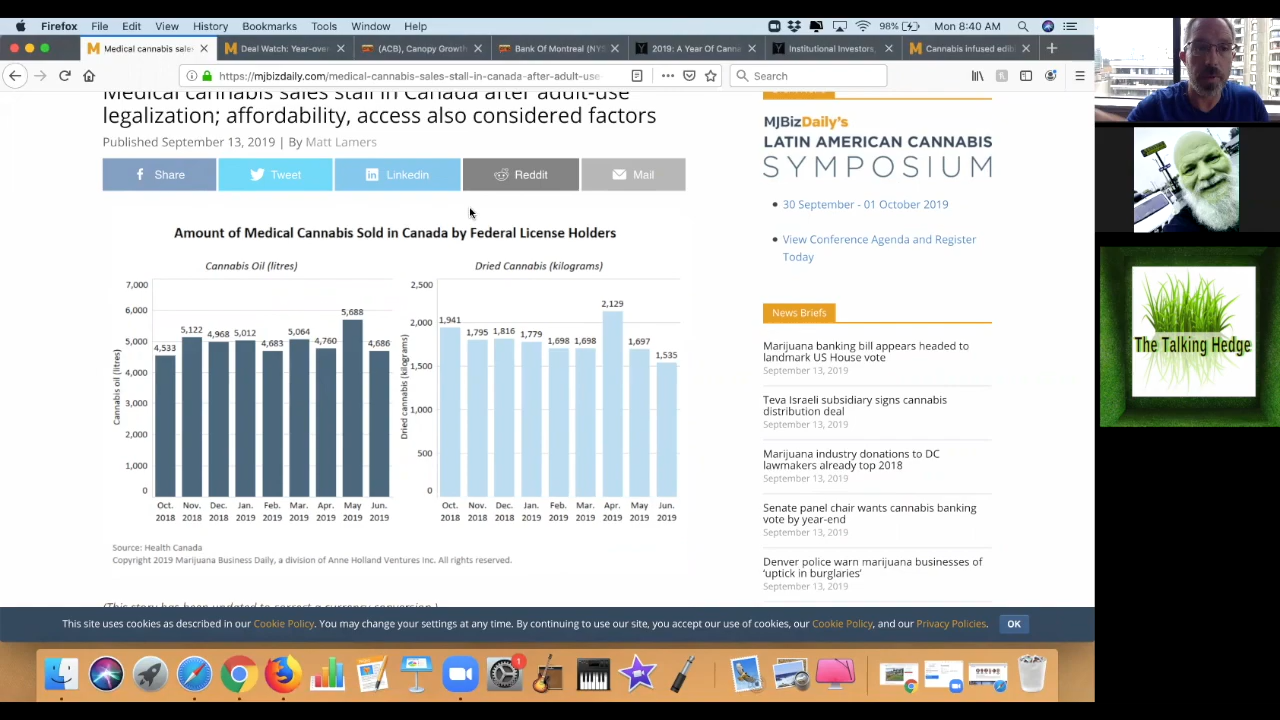 Firefox File Edit View History Bookmarks Tools Window Help 98% Mon 8:40 AM
Medical cannabis sales Deal Watch: Year-over (ACB), Canopy Growth Bank Of Montreal (NYS 2019: A Year Of Canna Institutional Investors, Cannabis infused edibl
https://mjbizdaily.com/medical-cannabis-sales-stall-in-canada-after-adult-use- Search
Medical cannabis sales stall in Canada after adult-use
legalization; affordability, access also considered factors
Published September 13, 2019 | By Matt Lamers
Share Tweet Linkedin Reddit Mail
Amount of Medical Cannabis Sold in Canada by Federal License Holders
Cannabis Oil (litres)
Cannabis oil (litres)
7,000
6,000
5,000
4,000
3,000
2,000
1,000
0
4,533 5,122 4,968 5,012 4,683 5,064 4,760 5,688 4,686
Oct. Nov. Dec. Jan. Feb. Mar. Apr. May Jun.
2018 2018 2018 2019 2019 2019 2019 2019 2019
Dried Cannabis (kilograms)
Dried cannabis (kilograms)
2,500
2,000
1,500
1,000
500
0
1,941 1,795 1,816 1,779 1,698 1,698 2,129 1,697 1,535
Oct. Nov. Dec. Jan. Feb. Mar. Apr. May Jun.
2018 2018 2018 2019 2019 2019 2019 2019 2019
Source: Health Canada
Copyright 2019 Marijuana Business Daily, a division of Anne Holland Ventures Inc. All rights reserved.
(This story has been updated to correct a currency conversion.)
MJBizDaily's
LATIN AMERICAN CANNABIS
SYMPOSIUM
30 September - 01 October 2019
View Conference Agenda and Register
Today
News Briefs
Marijuana banking bill appears headed to
landmark US House vote
September 13, 2019
Teva Israeli subsidiary signs cannabis
distribution deal
September 13, 2019
Marijuana industry donations to DC
lawmakers already top 2018
September 13, 2019
Senate panel chair wants cannabis banking
vote by year-end
September 13, 2019
Denver police warn marijuana businesses of
'uptick in burglaries'
September 13, 2019
This site uses cookies as described in our Cookie Policy. You may change your settings at any time. By continuing to use our site, you accept our use of cookies, our Cookie Policy, and our Privacy Policies. OK
1
The Talking Hedge